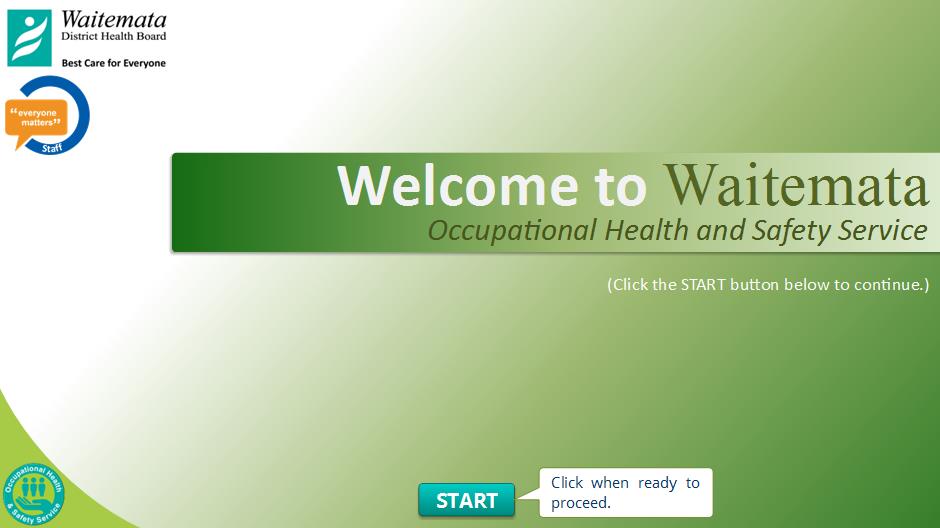 Waitemata
District Health Board
Best Care for Everyone
“everyone
matters”
Staff
Welcome to Waitemata
Occupational Health and Safety Service
(Click the START button below to continue.)
START
Click when ready to
proceed.
Occupational Health
& Safety Service